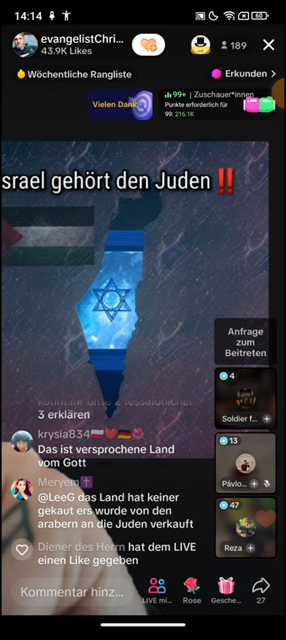 14:14
60
evangelistChri...
43.9K Likes
189
Wöchentliche Rangliste
Erkunden >
Vielen Dank
99+ | Zuschauer*innen
Punkte erforderlich für
99: 216.1K
srael gehört den Juden ‼️
Anfrage
zum
Beitreten
4
Soldier f...
3 erklären
krysia834
Das ist versprochene Land
vom Gott
13
Pávlo...
Meryem
@LeeG das Land hat keiner
gekauf ers wurde von den
arabern an die Juden verkauft
47
Reza
Diener des Herrn hat dem LIVE
einen Like gegeben
Kommentar hinz...
LIVE mi...
Rose
Gesche...
27